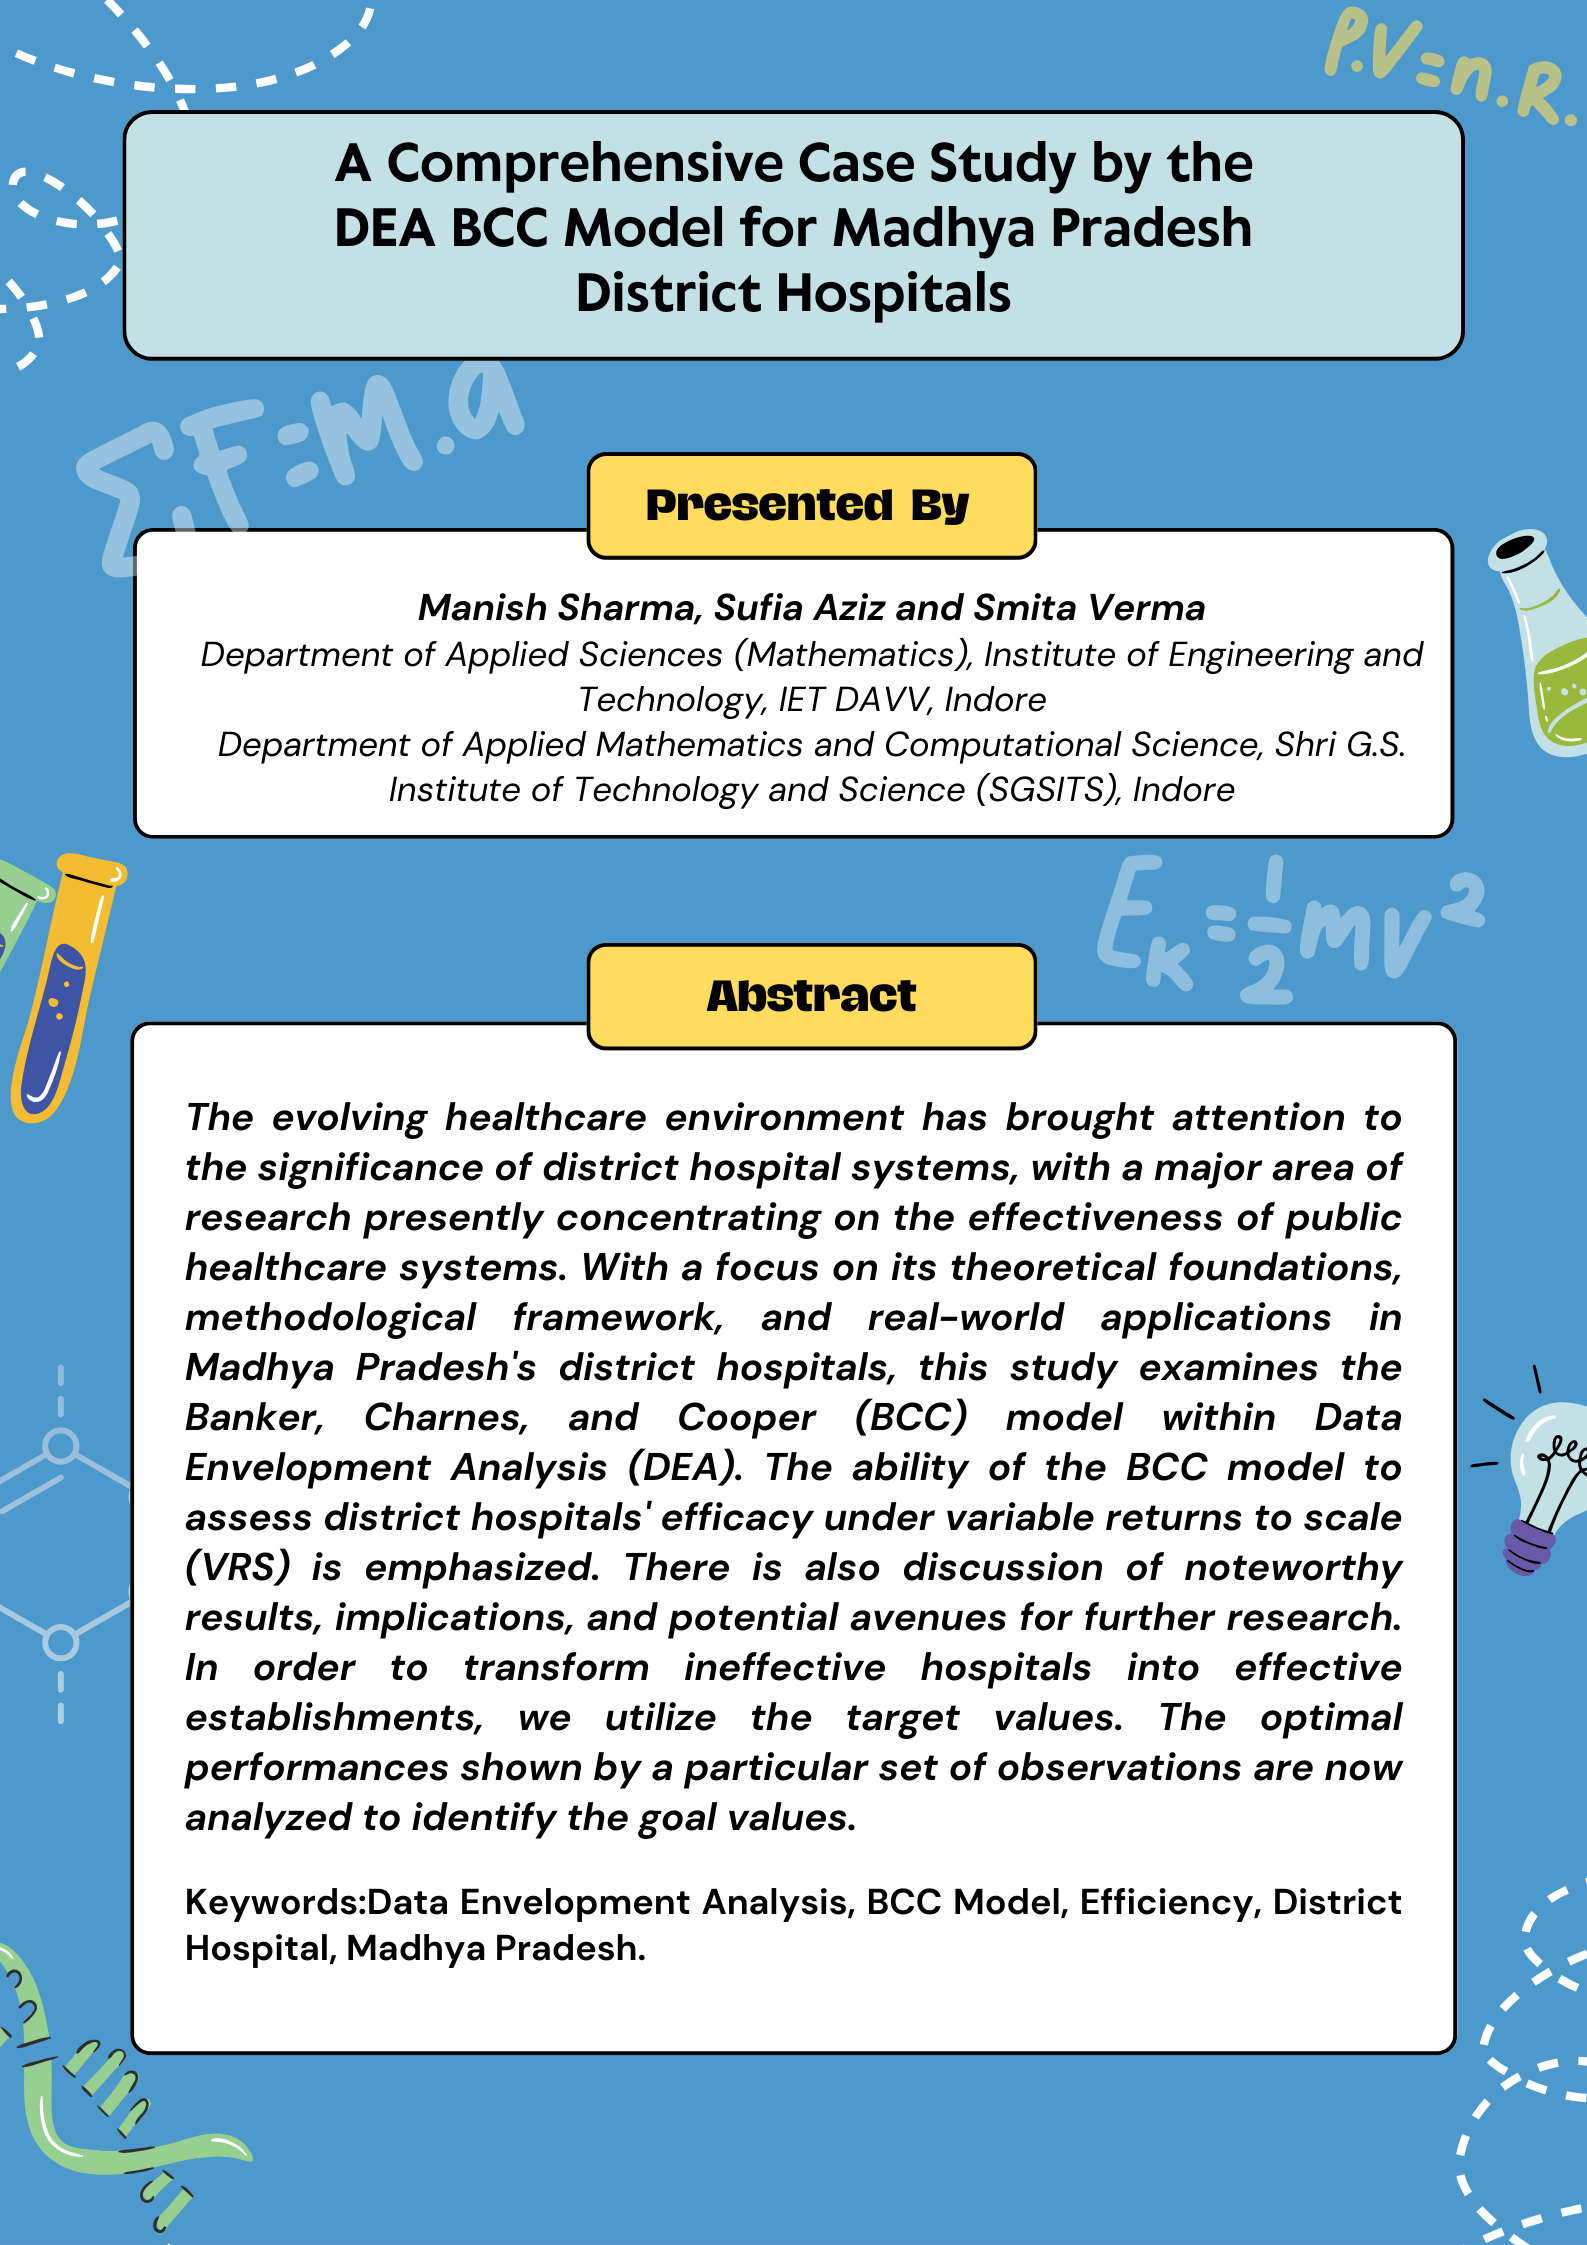 P.V=n.R.
A Comprehensive Case Study by the
DEA BCC Model for Madhya Pradesh
District Hospitals
Σ.F=M.a
Presented By
Manish Sharma, Sufia Aziz and Smita Verma
Department of Applied Sciences (Mathematics), Institute of Engineering and
Technology, IET DAVV, Indore
Department of Applied Mathematics and Computational Science, Shri G.S.
Institute of Technology and Science (SGSITS), Indore
Ek=1/2mv²
Abstract
The evolving healthcare environment has brought attention to
the significance of district hospital systems, with a major area of
research presently concentrating on the effectiveness of public
healthcare systems. With a focus on its theoretical foundations,
methodological framework, and real-world applications in
Madhya Pradesh's district hospitals, this study examines the
Banker, Charnes, and Cooper (BCC) model within Data
Envelopment Analysis (DEA). The ability of the BCC model to
assess district hospitals' efficacy under variable returns to scale
(VRS) is emphasized. There is also discussion of noteworthy
results, implications, and potential avenues for further research.
In order to transform ineffective hospitals into effective
establishments, we utilize the target values. The optimal
performances shown by a particular set of observations are now
analyzed to identify the goal values.
Keywords:Data Envelopment Analysis, BCC Model, Efficiency, District
Hospital, Madhya Pradesh.